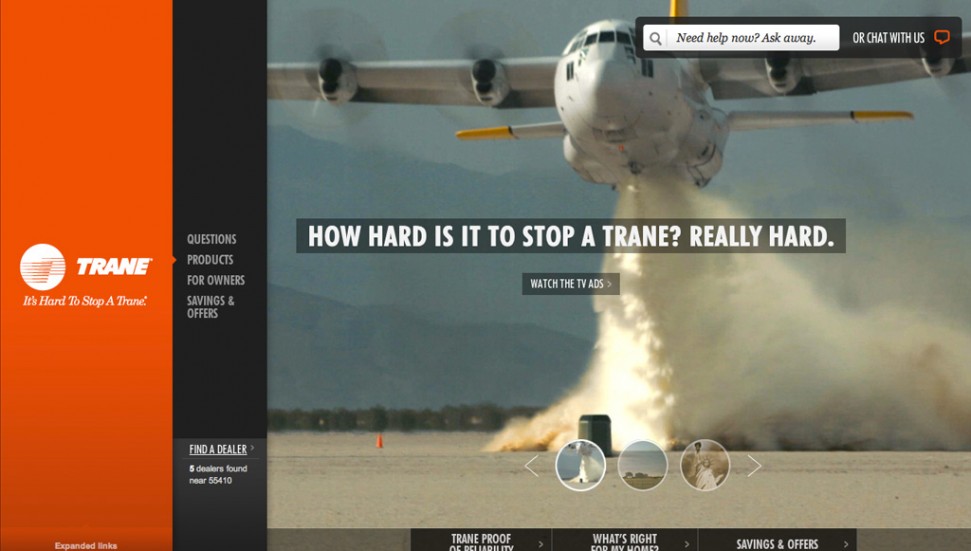 TRANE
It's Hard To Stop A Trane.
QUESTIONS
PRODUCTS
FOR OWNERS
SAVINGS &
OFFERS
FIND A DEALER >
5 dealers found
near 55410
Expanded links
Need help now? Ask away.
OR CHAT WITH US
HOW HARD IS IT TO STOP A TRANE? REALLY HARD.
WATCH THE TV ADS >
TRANE PROOF
OF RELIABILITY >
WHAT'S RIGHT
FOR MY HOME? >
SAVINGS & OFFERS >